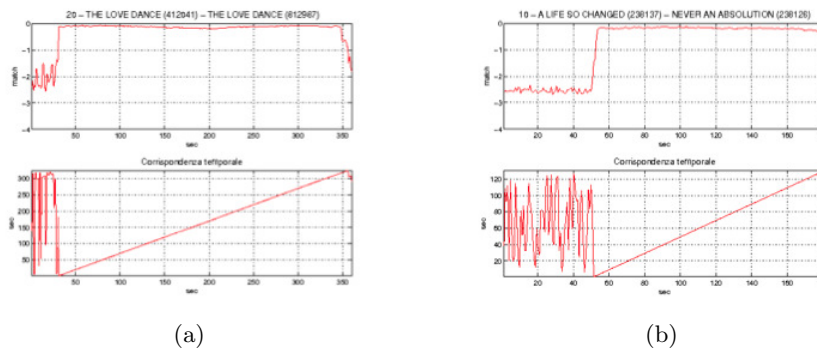 20 – THE LOVE DANCE (412041) – THE LOVE DANCE (612967)
0
−1
−2
−3
−4
match
50 100 150 200 250 300 350
sec
Corrispondenza temporale
300
250
200
150
100
50
sec
50 100 150 200 250 300 350
sec
(a)
10 – A LIFE SO CHANGED (238137) – NEVER AN ABSOLUTION (238126)
0
−1
−2
−3
−4
match
20 40 60 80 100 120 140 160
sec
Corrispondenza temporale
120
100
80
60
40
20
sec
20 40 60 80 100 120 140 160
sec
(b)